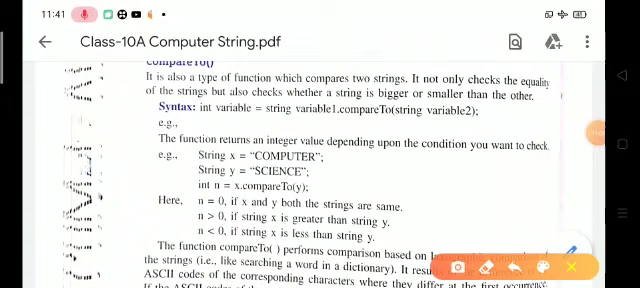 11:41
Class-10A Computer String.pdf
compareTo()
It is also a type of function which compares two strings. It not only checks the equality
of the strings but also checks whether a string is bigger or smaller than the other.
Syntax: int variable = string variable1.compareTo(string variable2);
e.g.,
The function returns an integer value depending upon the condition you want to check.
e.g., String x = "COMPUTER";
String y = "SCIENCE";
int n = x.compareTo(y);
Here, n = 0, if x and y both the strings are same.
n > 0, if string x is greater than string y.
n < 0, if string x is less than string y.
The function compareTo( ) performs comparison based on
the strings (i.e., like searching a word in a dictionary). It
ASCII codes of the corresponding characters where they differ at the first occurrence.
If the ASCII